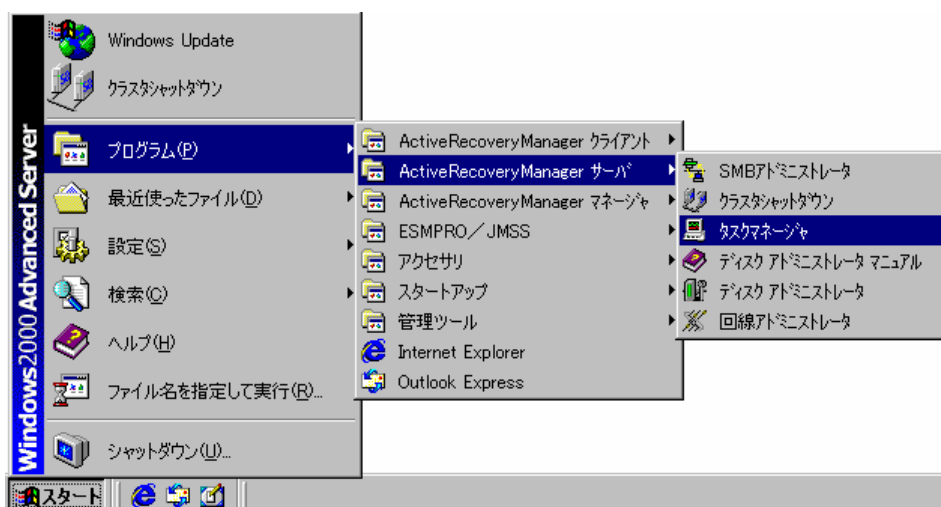 Windows Update
クラスタシャットダウン
プログラム(P)
最近使ったファイル(D)
設定(S)
検索(C)
ヘルプ(H)
ファイル名を指定して実行(R)...
シャットダウン(U)...
Windows2000 Advanced Server
ActiveRecoveryManager クライアント
ActiveRecoveryManager サーバ
ActiveRecoveryManager マネージャ
ESMPRO/JMSS
アクセサリ
スタートアップ
管理ツール
Internet Explorer
Outlook Express
SMBアドミニストレータ
クラスタシャットダウン
タスクマネージャ
ディスク アドミニストレータ マニュアル
ディスク アドミニストレータ
回線アドミニストレータ
スタート